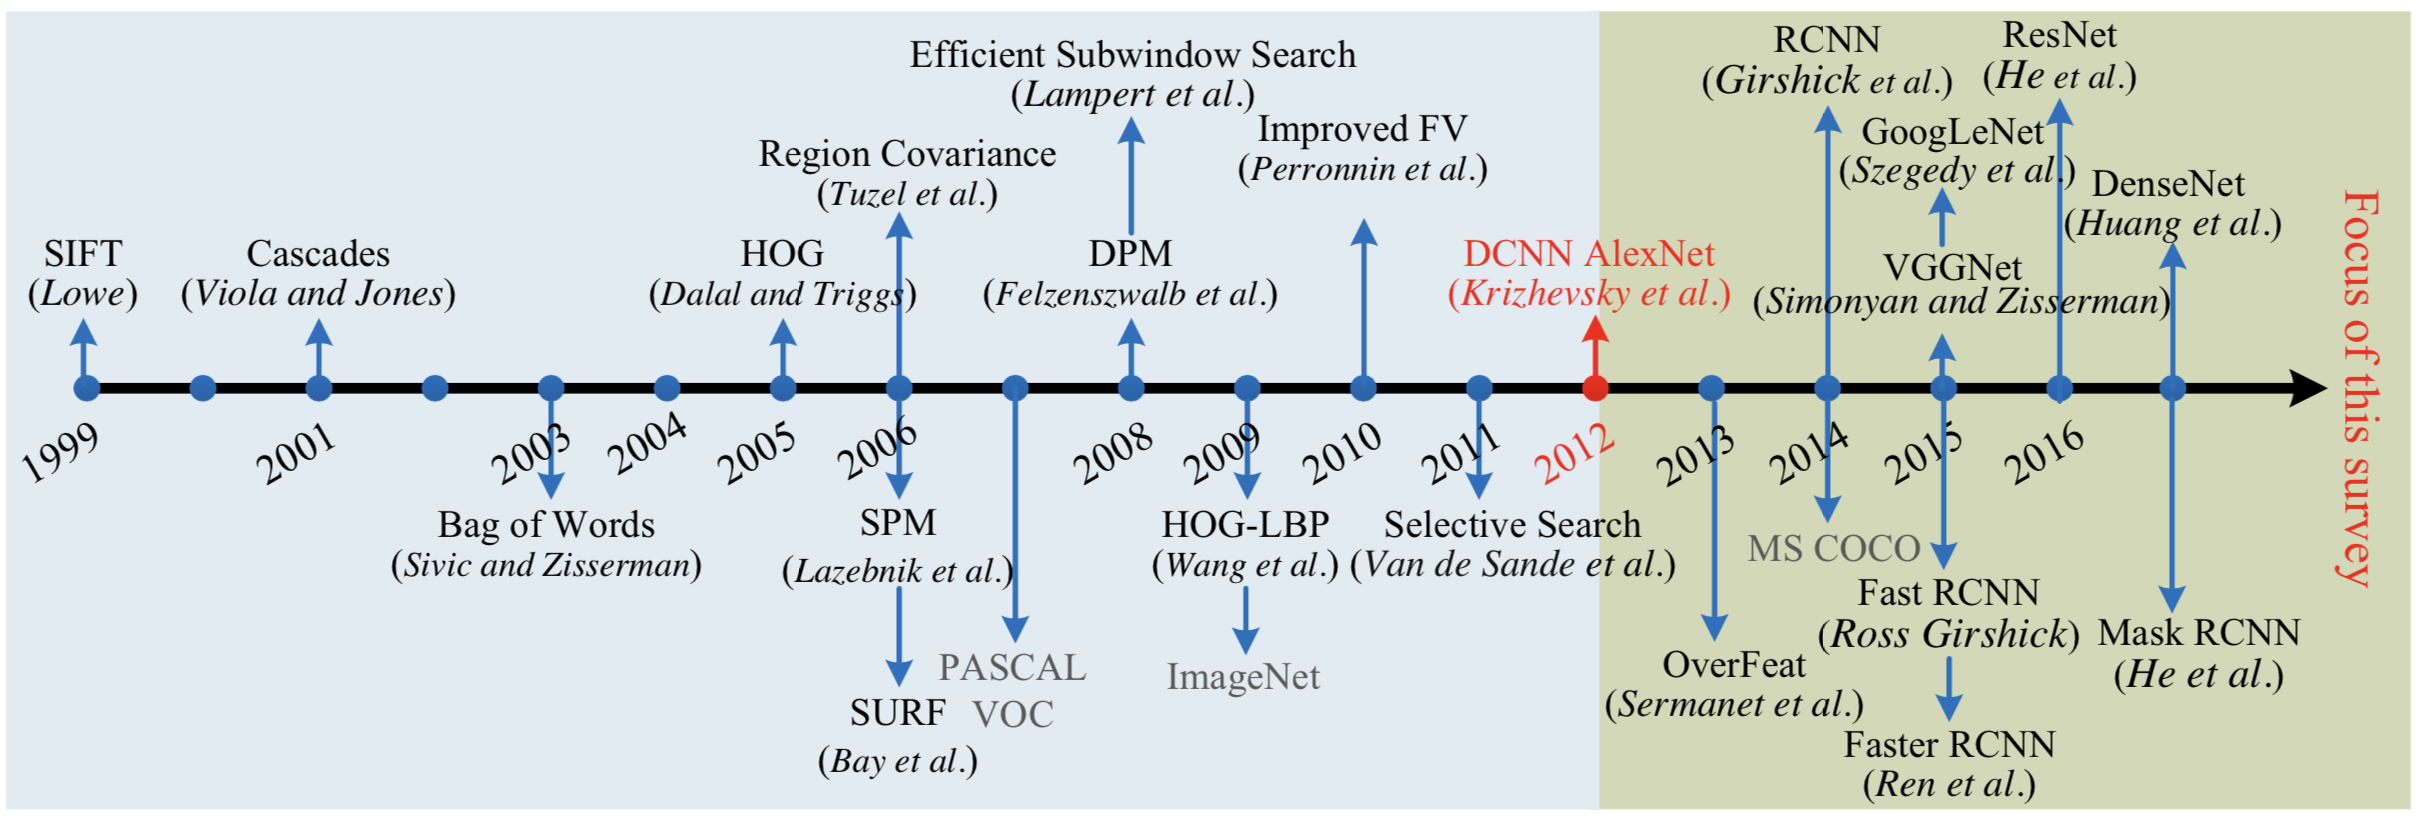 Efficient Subwindow Search
(Lampert et al.)
RCNN
(Girshick et al.)
ResNet
(He et al.)
Improved FV
(Perronnin et al.)
GoogLeNet
(Szegedy et al.)
Region Covariance
(Tuzel et al.)
DenseNet
(Huang et al.)
SIFT
(Lowe)
Cascades
(Viola and Jones)
HOG
(Dalal and Triggs)
DPM
(Felzenszwalb et al.)
DCNN AlexNet
(Krizhevsky et al.)
VGGNet
(Simonyan and Zisserman)
Focus of this survey
1999
2001
2003
2004
2005
2006
2008
2009
2010
2011
2012
2013
2014
2015
2016
Bag of Words
(Sivic and Zisserman)
SPM
(Lazebnik et al.)
HOG-LBP
(Wang et al.)
Selective Search
(Van de Sande et al.)
MS COCO
Fast RCNN
(Ross Girshick)
Mask RCNN
(He et al.)
PASCAL
VOC
ImageNet
OverFeat
(Sermanet et al.)
SURF
(Bay et al.)
Faster RCNN
(Ren et al.)